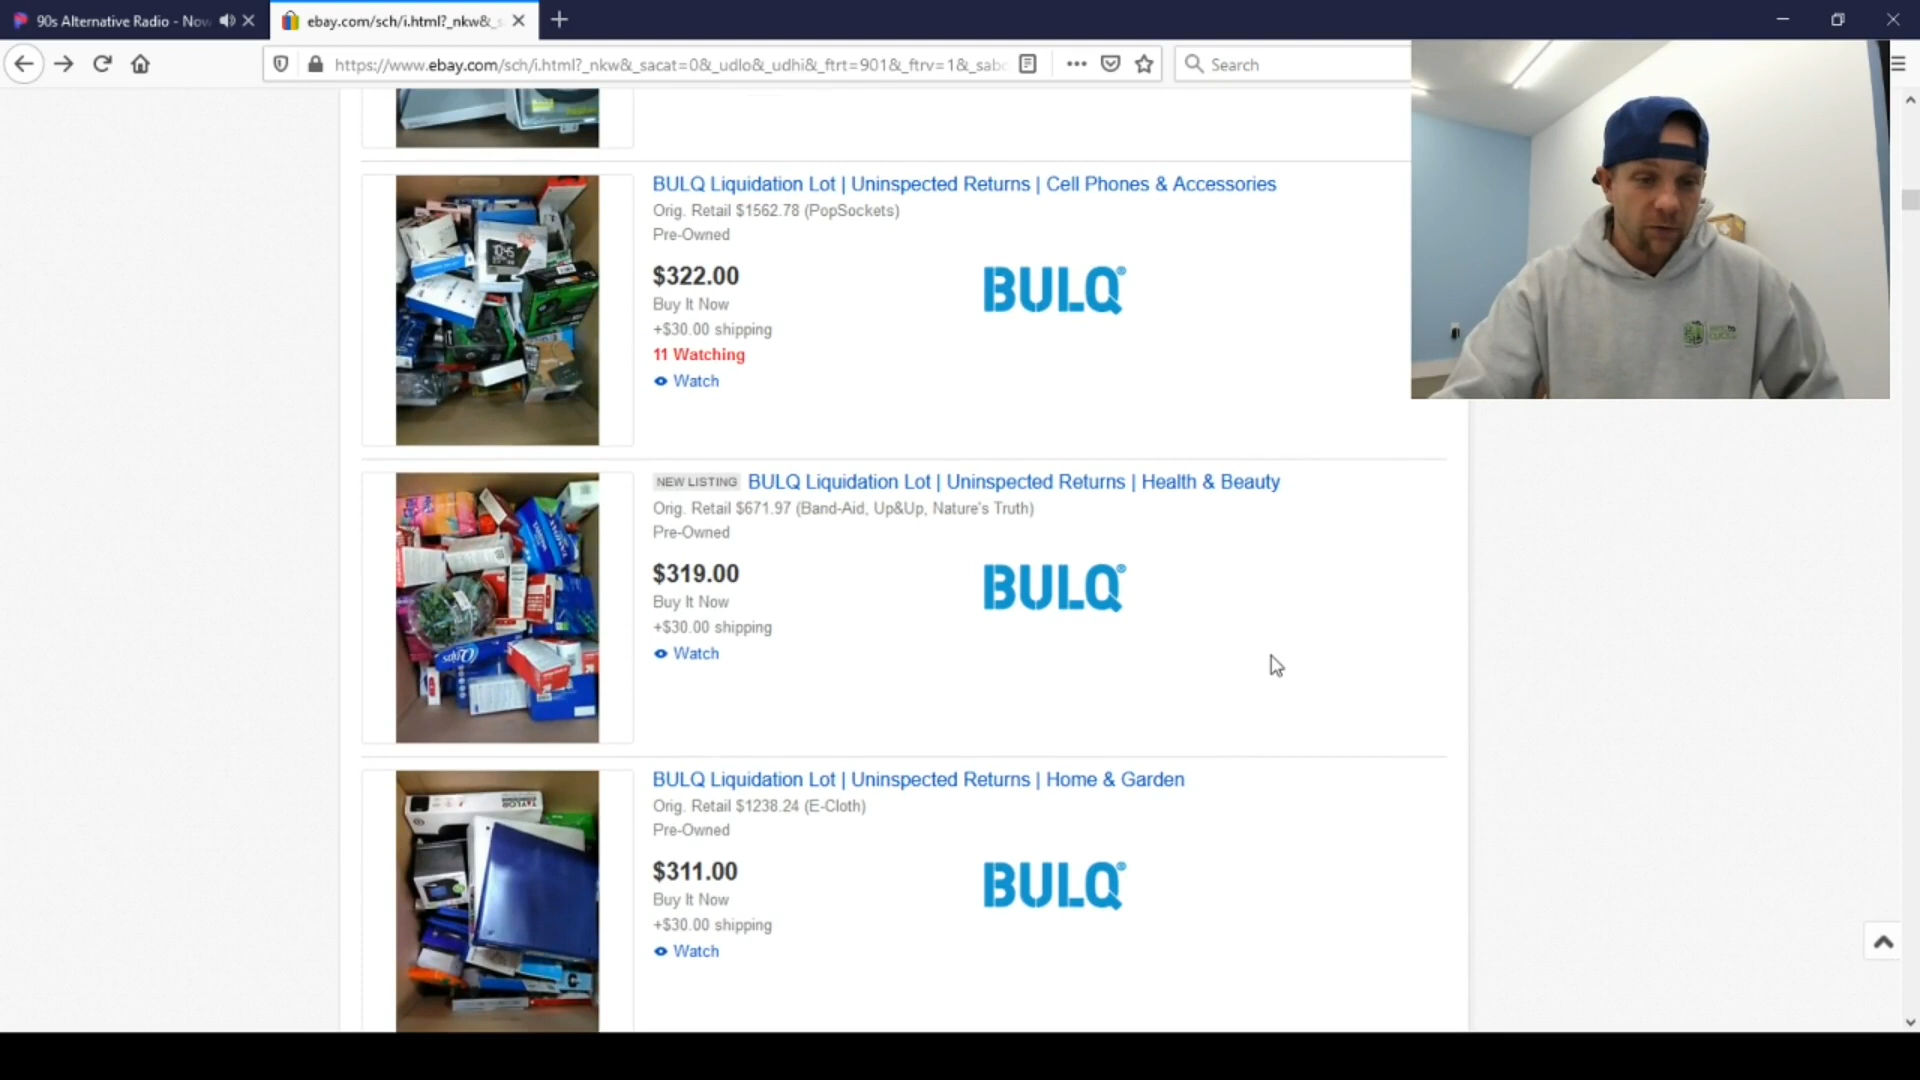 90s Alternative Radio - Now
ebay.com/sch/i.html?_nkw&_s
https://www.ebay.com/sch/i.html?_nkw&_sacat=0&_udlo&_udhi&_ftrt=901&_ftrv=1&_sabc
Search
BULQ Liquidation Lot | Uninspected Returns | Cell Phones & Accessories
Orig. Retail $1562.78 (PopSockets)
Pre-Owned
$322.00
BULQ®
Buy It Now
+$30.00 shipping
11 Watching
Watch
NEW LISTING BULQ Liquidation Lot | Uninspected Returns | Health & Beauty
Orig. Retail $671.97 (Band-Aid, Up&Up, Nature's Truth)
Pre-Owned
$319.00
BULQ®
Buy It Now
+$30.00 shipping
Watch
BULQ Liquidation Lot | Uninspected Returns | Home & Garden
Orig. Retail $1238.24 (E-Cloth)
Pre-Owned
$311.00
BULQ®
Buy It Now
+$30.00 shipping
Watch
TAYLOR